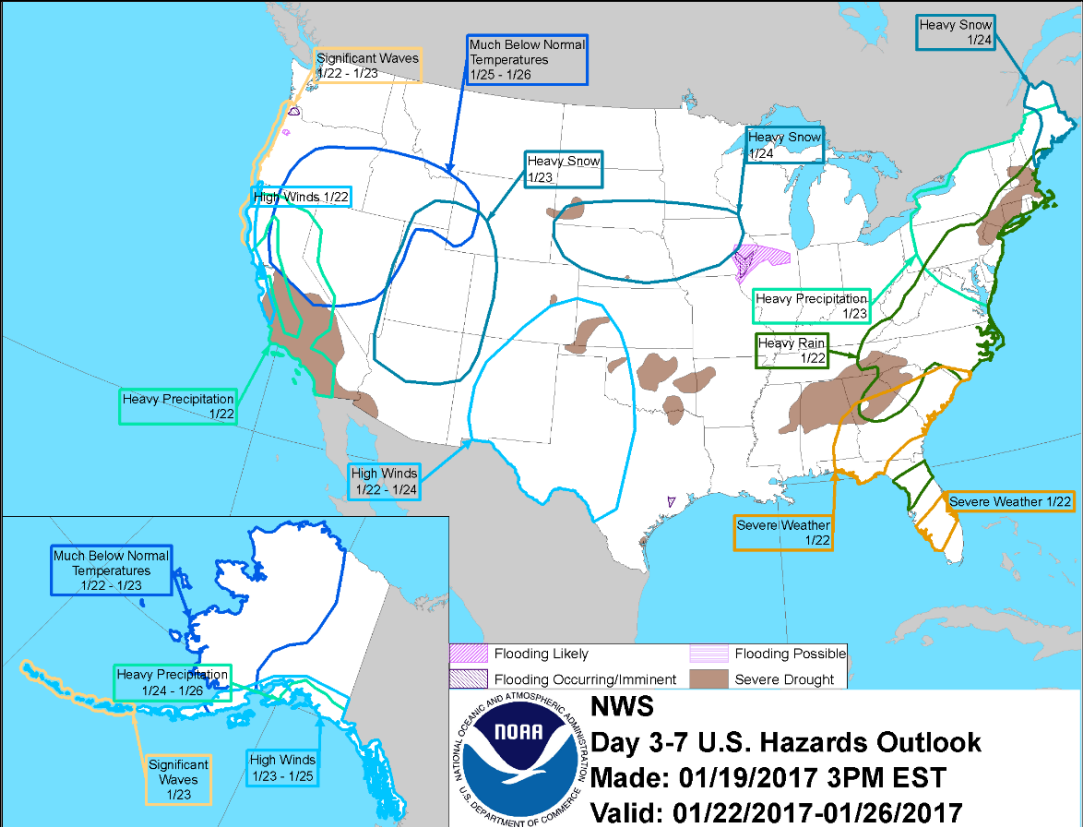 Heavy Snow
1/24
Significant Waves
1/22 - 1/23
Much Below Normal
Temperatures
1/25 - 1/26
Heavy Snow
1/23
Heavy Snow
1/24
High Winds 1/22
Heavy Precipitation
1/23
Heavy Rain
1/22
Heavy Precipitation
1/22
High Winds
1/22 - 1/24
Severe Weather 1/22
Severe Weather
1/22
Much Below Normal
Temperatures
1/22 - 1/23
Heavy Precipitation
1/24 - 1/26
Significant
Waves
1/23
High Winds
1/23 - 1/25
Flooding Likely
Flooding Possible
Flooding Occurring/Imminent
Severe Drought
NATIONAL OCEANIC AND ATMOSPHERIC ADMINISTRATION
NOAA
U.S. DEPARTMENT OF COMMERCE
NWS
Day 3-7 U.S. Hazards Outlook
Made: 01/19/2017 3PM EST
Valid: 01/22/2017-01/26/2017